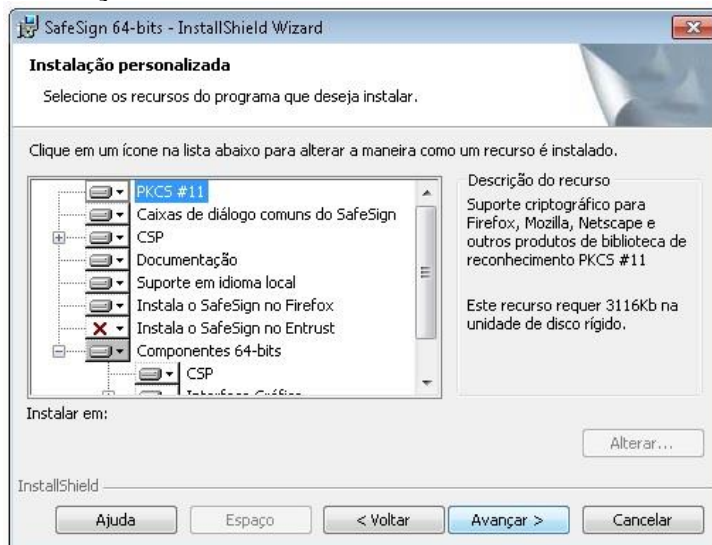 SafeSign 64-bits - InstallShield Wizard
Instalação personalizada
Selecione os recursos do programa que deseja instalar.
Clique em um ícone na lista abaixo para alterar a maneira como um recurso é instalado.
PKCS #11
Caixas de diálogo comuns do SafeSign
CSP
Documentação
Suporte em idioma local
Instala o SafeSign no Firefox
Instala o SafeSign no Entrust
Componentes 64-bits
CSP
Interface Gráfica
Descrição do recurso
Suporte criptográfico para
Firefox, Mozilla, Netscape e
outros produtos de biblioteca de
reconhecimento PKCS #11
Este recurso requer 3116Kb na
unidade de disco rígido.
Instalar em:
Alterar...
InstallShield
Ajuda
Espaço
< Voltar
Avançar >
Cancelar